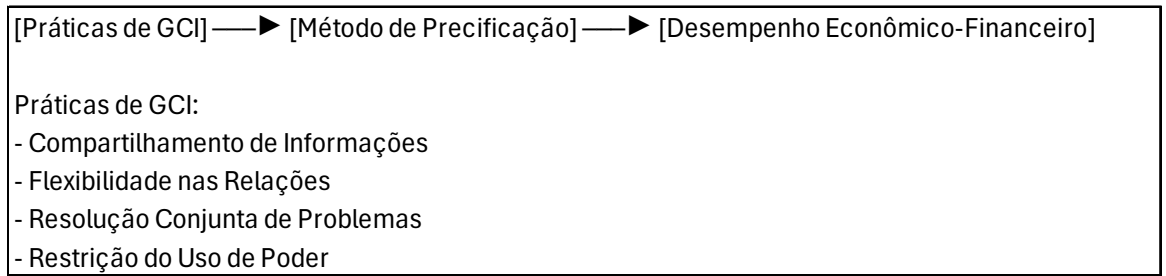 [Práticas de GCI] ——► [Método de Precificação] ——► [Desempenho Econômico-Financeiro]
Práticas de GCI:
- Compartilhamento de Informações
- Flexibilidade nas Relações
- Resolução Conjunta de Problemas
- Restrição do Uso de Poder